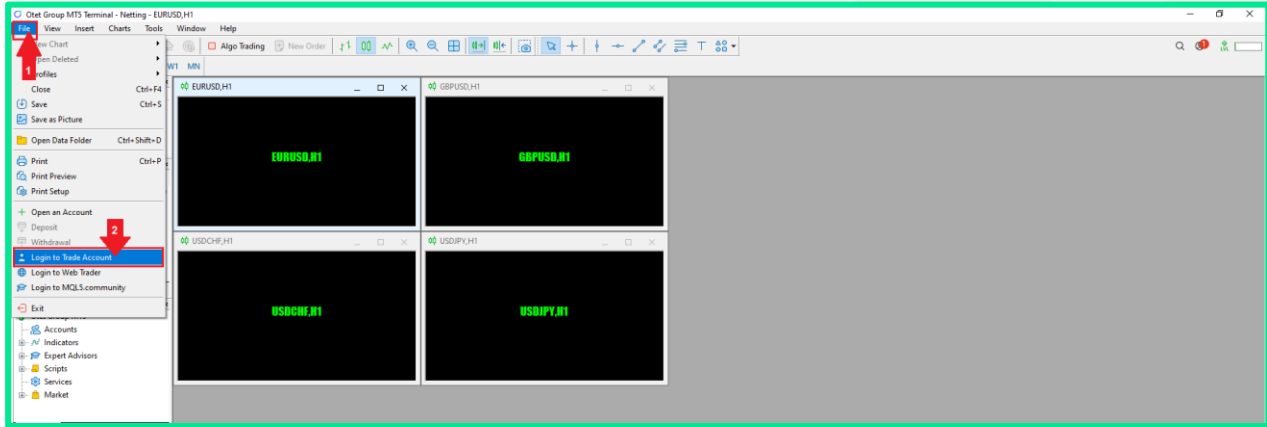 Otet Group MT5 Terminal - Netting - EURUSD,H1
File View Insert Charts Tools Window Help
Chart
Algo Trading New Order
1
Deleted
W1 MN
Close Ctrl+F4
Save Ctrl+S
Save as Picture
Open Data Folder Ctrl+Shift+D
Print Ctrl+P
Print Preview
Print Setup
Open an Account
Deposit
2
Withdrawal
Login to Trade Account
Login to Web Trader
Login to MQL5.community
Exit
Accounts
Indicators
Expert Advisors
Scripts
Services
Market
EURUSD,H1
EURUSD,H1
GBPUSD,H1
GBPUSD,H1
USDCHF,H1
USDCHF,H1
USDJPY,H1
USDJPY,H1